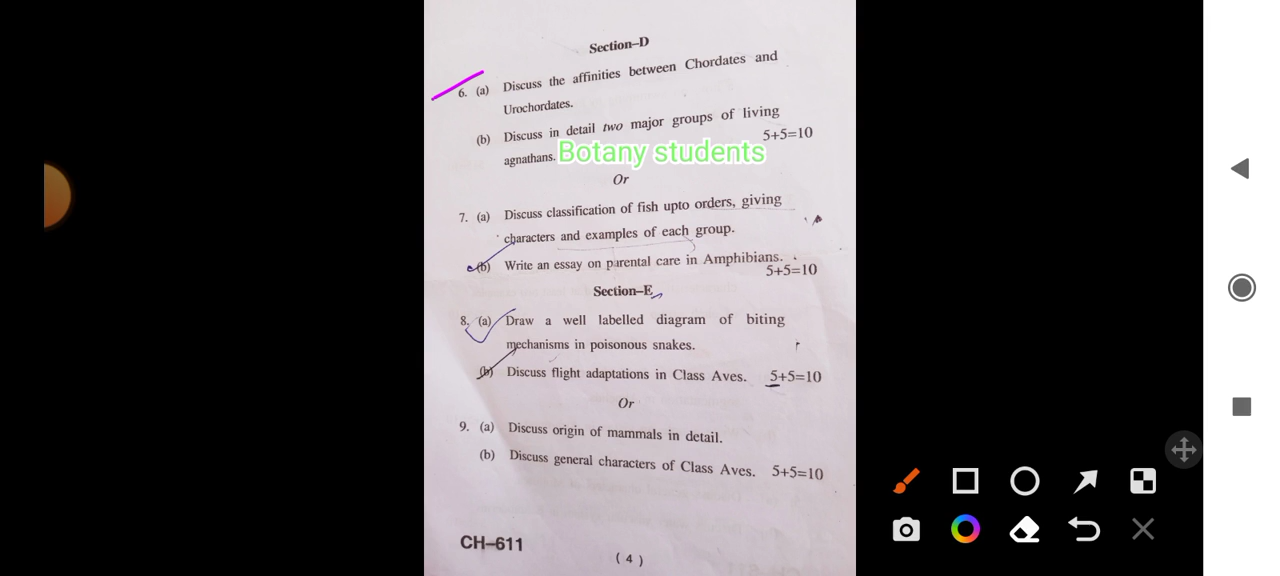 Section–D
6. (a) Discuss the affinities between Chordates and
Urochordates.
(b) Discuss in detail two major groups of living
agnathans. 5+5=10
Botany students
Or
7. (a) Discuss classification of fish upto orders, giving
characters and examples of each group.
(b) Write an essay on parental care in Amphibians.
5+5=10
Section–E
8. (a) Draw a well labelled diagram of biting
mechanisms in poisonous snakes.
(b) Discuss flight adaptations in Class Aves. 5+5=10
Or
9. (a) Discuss origin of mammals in detail.
(b) Discuss general characters of Class Aves. 5+5=10
CH–611
( 4 )